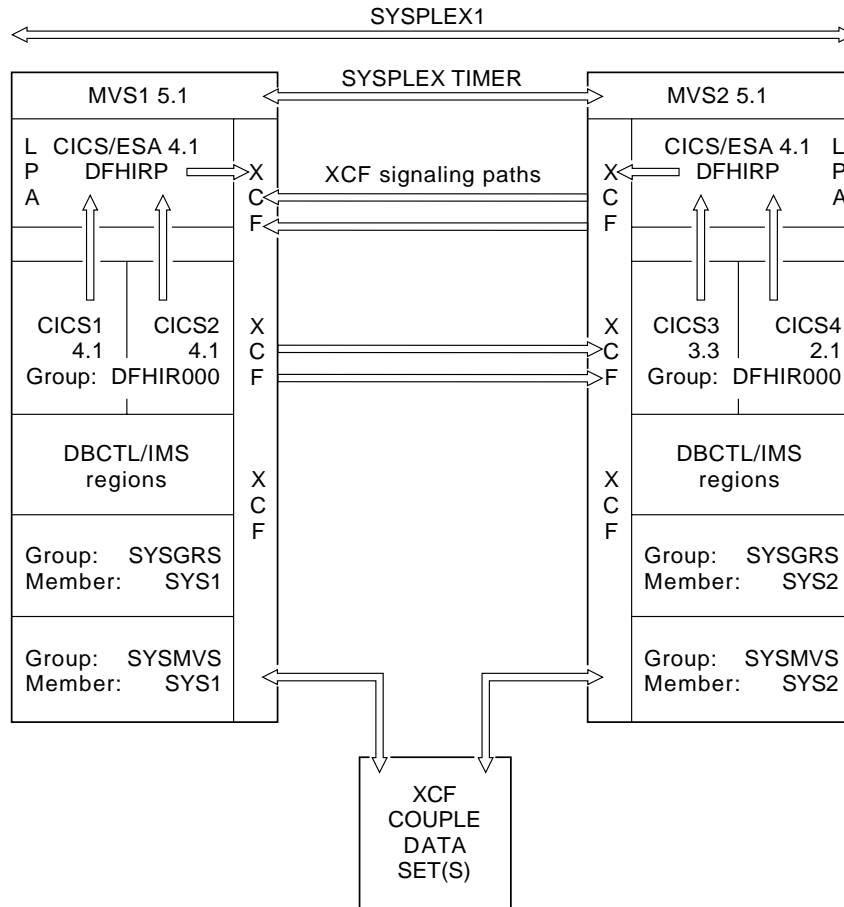 SYSPLEX1
SYSPLEX TIMER
MVS1 5.1
L
P
A
CICS/ESA 4.1
DFHIRP
X
C
F
CICS1
4.1
CICS2
4.1
Group: DFHIR000
X
C
F
DBCTL/IMS
regions
X
C
F
Group: SYSGRS
Member: SYS1
Group: SYSMVS
Member: SYS1
XCF signaling paths
MVS2 5.1
X
C
F
CICS/ESA 4.1
DFHIRP
L
P
A
X
C
F
CICS3
3.3
CICS4
2.1
Group: DFHIR000
X
C
F
DBCTL/IMS
regions
Group: SYSGRS
Member: SYS2
Group: SYSMVS
Member: SYS2
XCF
COUPLE
DATA
SET(S)